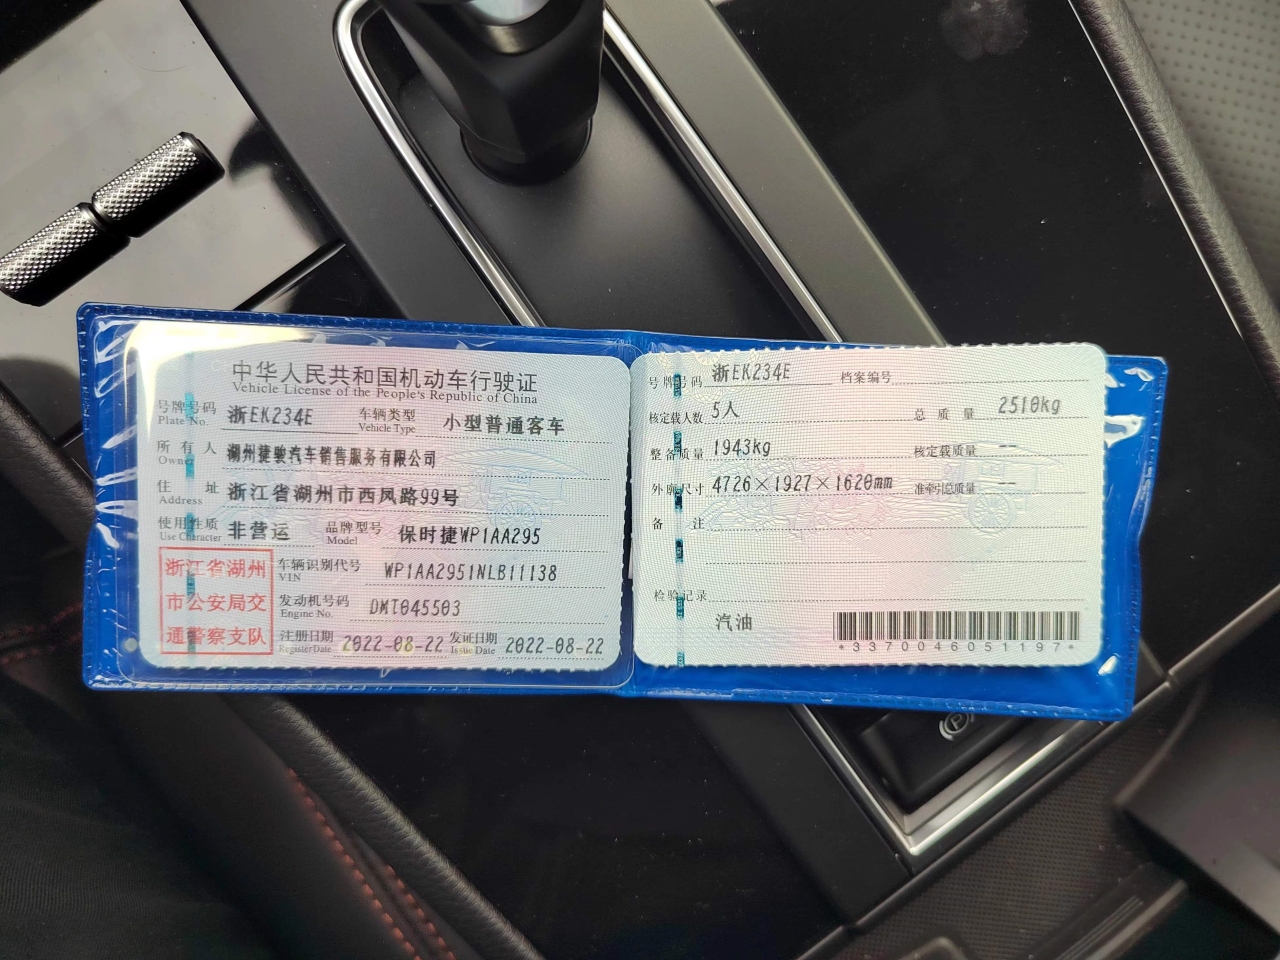 中华人民共和国机动车行驶证
Vehicle License of the People's Republic of China
号牌号码 浙EK234E 车辆类型 小型普通客车
Plate No. Vehicle Type
所有人 湖州捷骏汽车销售服务有限公司
Owner
住址 浙江省湖州市西凤路99号
Address
使用性质 非营运 品牌型号 保时捷WP1AA295
Use Character Model
浙江省湖州
市公安局交
通警察支队
车辆识别代号 WP1AA2951NLB11138
VIN
发动机号码 DMT045503
Engine No.
注册日期 2022-08-22 发证日期 2022-08-22
Register Date Issue Date
号牌号码 浙EK234E 档案编号
核定载人数 5人 总质量 2510kg
整备质量 1943kg 核定载质量 --
外廓尺寸 4726×1927×1620mm 准牵引总质量 --
备注
检验记录
汽油
*3370046051197*
P